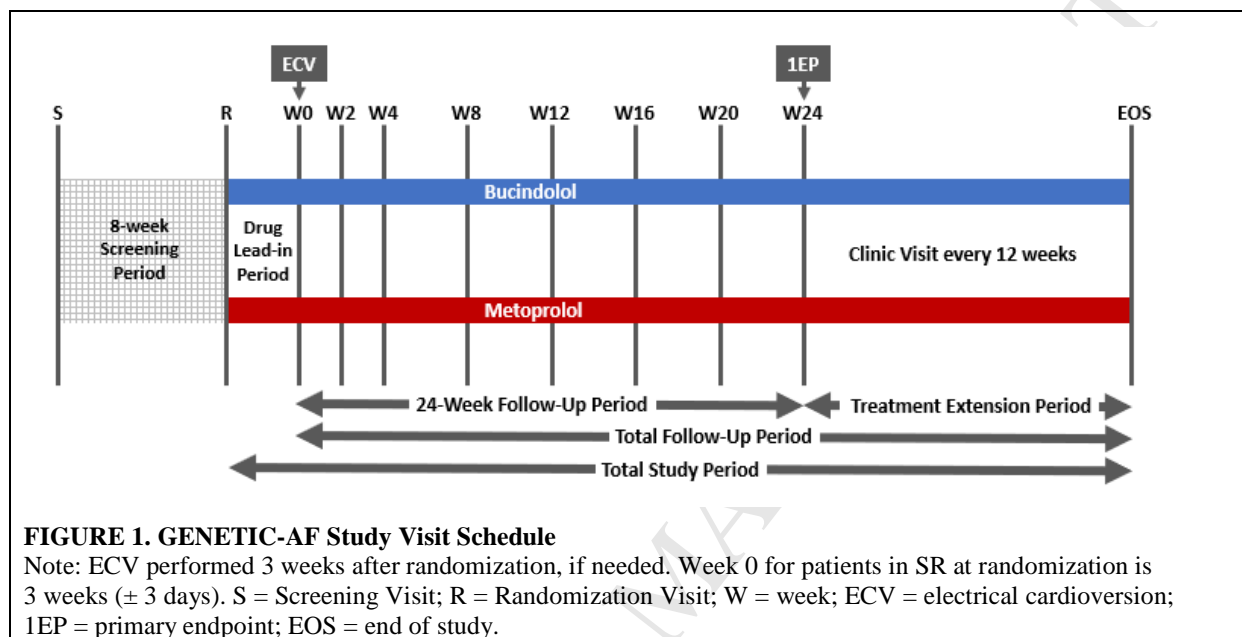 ECV
1EP
S
R
W0
W2
W4
W8
W12
W16
W20
W24
EOS
Bucindolol
8-week
Screening
Period
Drug
Lead-in
Period
Clinic Visit every 12 weeks
Metoprolol
24-Week Follow-Up Period
Treatment Extension Period
Total Follow-Up Period
Total Study Period
FIGURE 1. GENETIC-AF Study Visit Schedule
Note: ECV performed 3 weeks after randomization, if needed. Week 0 for patients in SR at randomization is
3 weeks (± 3 days). S = Screening Visit; R = Randomization Visit; W = week; ECV = electrical cardioversion;
1EP = primary endpoint; EOS = end of study.